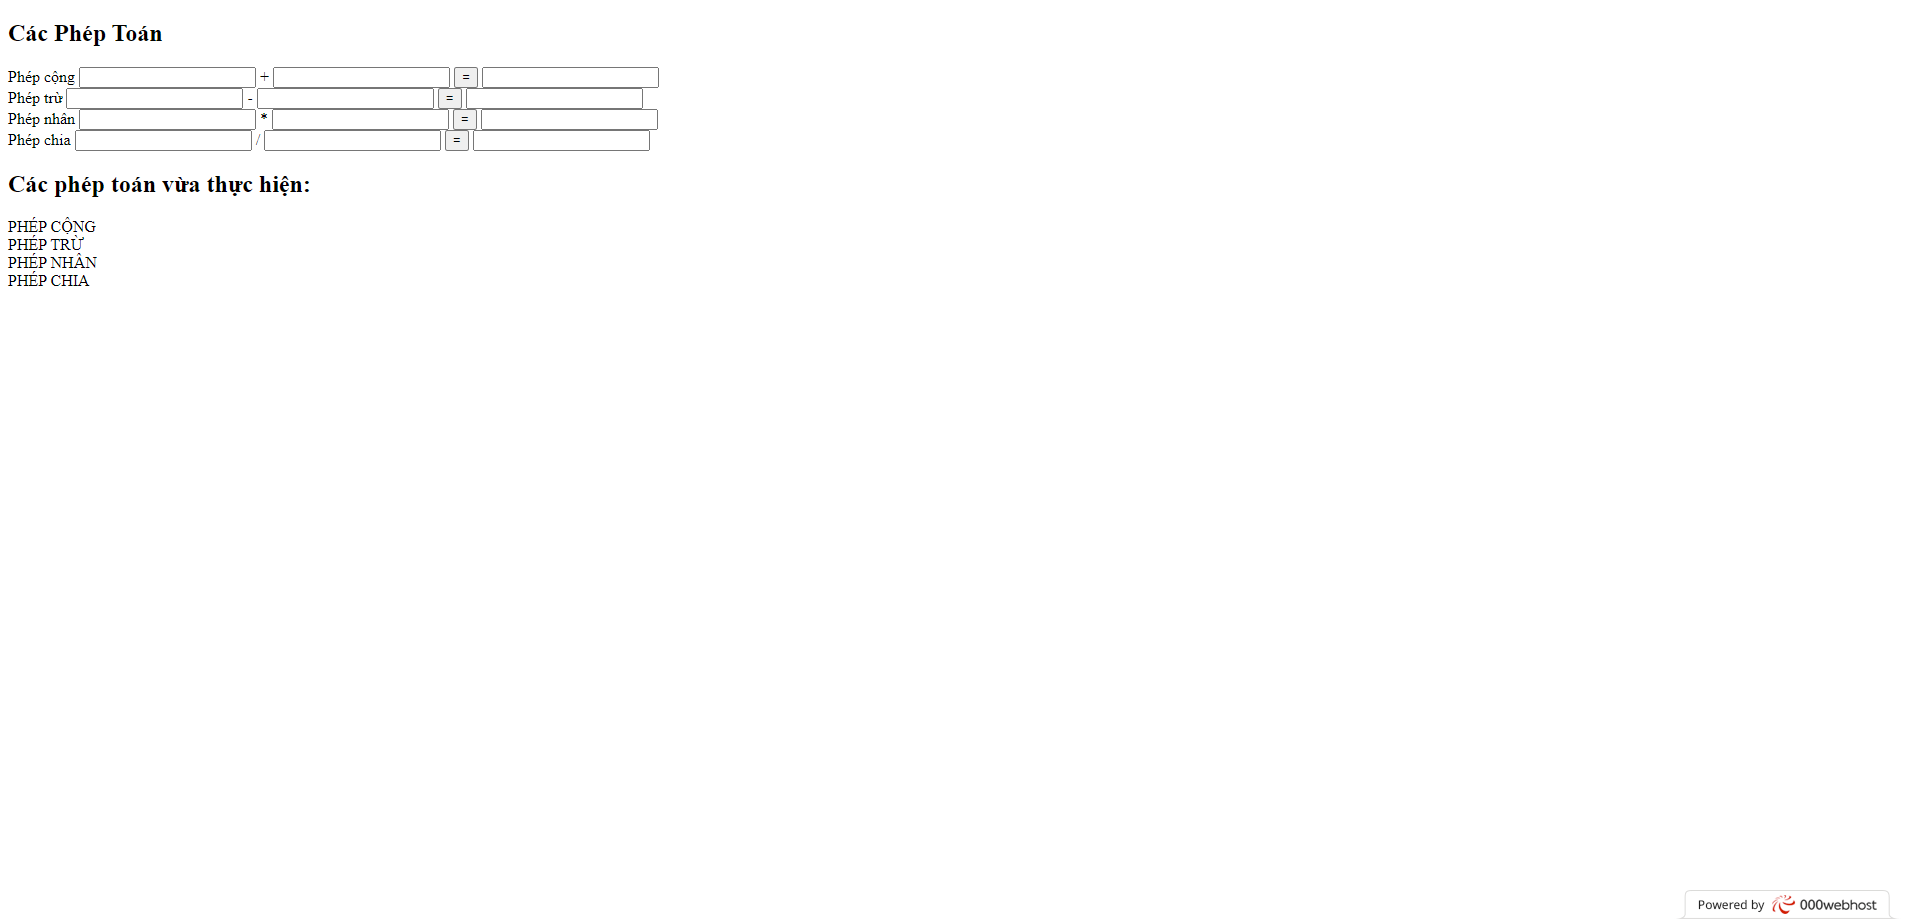 Các Phép Toán
Phép cộng + =
Phép trừ - =
Phép nhân * =
Phép chia / =
Các phép toán vừa thực hiện:
PHÉP CỘNG
PHÉP TRỪ
PHÉP NHÂN
PHÉP CHIA
Powered by 000webhost